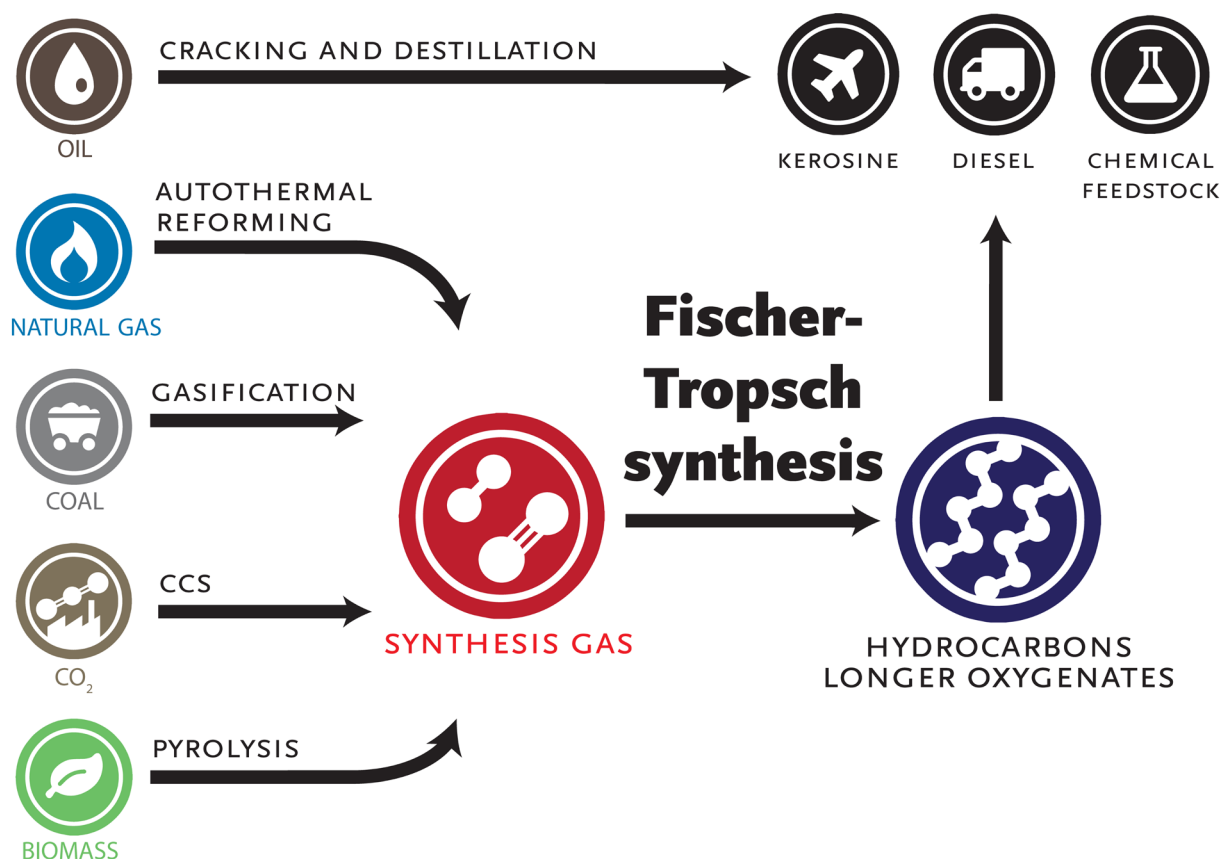 CRACKING AND DESTILLATION
OIL
KEROSINE
DIESEL
CHEMICAL
FEEDSTOCK
AUTOTHERMAL
REFORMING
NATURAL GAS
Fischer-
Tropsch
synthesis
GASIFICATION
COAL
CCS
CO₂
SYNTHESIS GAS
HYDROCARBONS
LONGER OXYGENATES
PYROLYSIS
BIOMASS